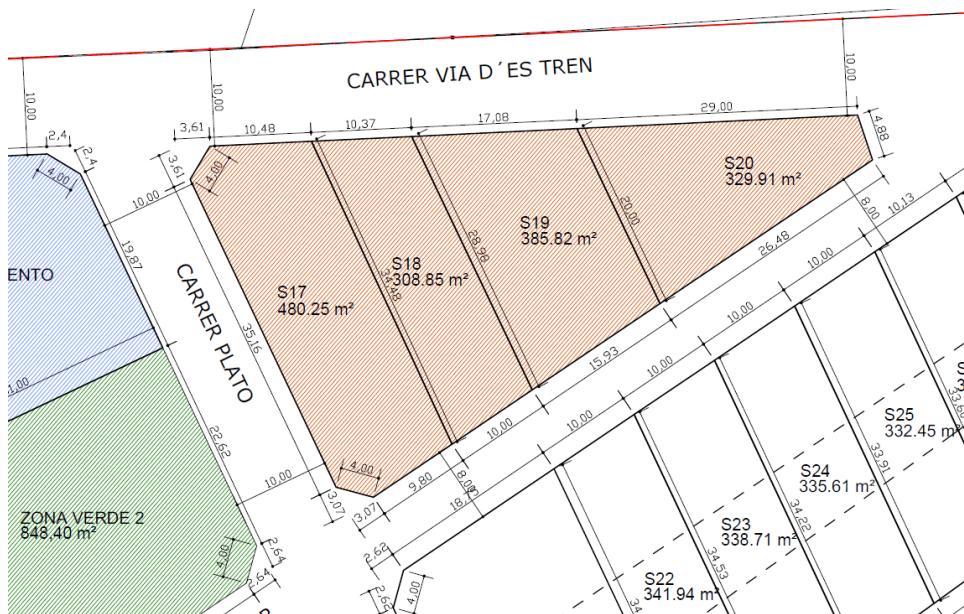 CARRER VIA D´ES TREN
10,00
10,00
10,00
2,4
2,4
4,00
3,61
10,48
10,37
17,08
29,00
4,88
3,61
4,00
10,00
19,87
S20
329.91 m²
S19
385.82 m²
20,00
28,98
S18
308.85 m²
34,48
S17
480.25 m²
ENTO
CARRER PLATO
35,16
8,00
10,13
26,48
10,00
10,00
15,93
10,00
10,00
10,00
9,80
8,00
4,00
3,07
3,07
22,62
10,00
ZONA VERDE 2
848,40 m²
4,00
2,64
2,64
2,62
2,62
4,00
S25
332.45 m²
33,91
S24
335.61 m²
34,22
S23
338.71 m²
34,53
S22
341.94 m²